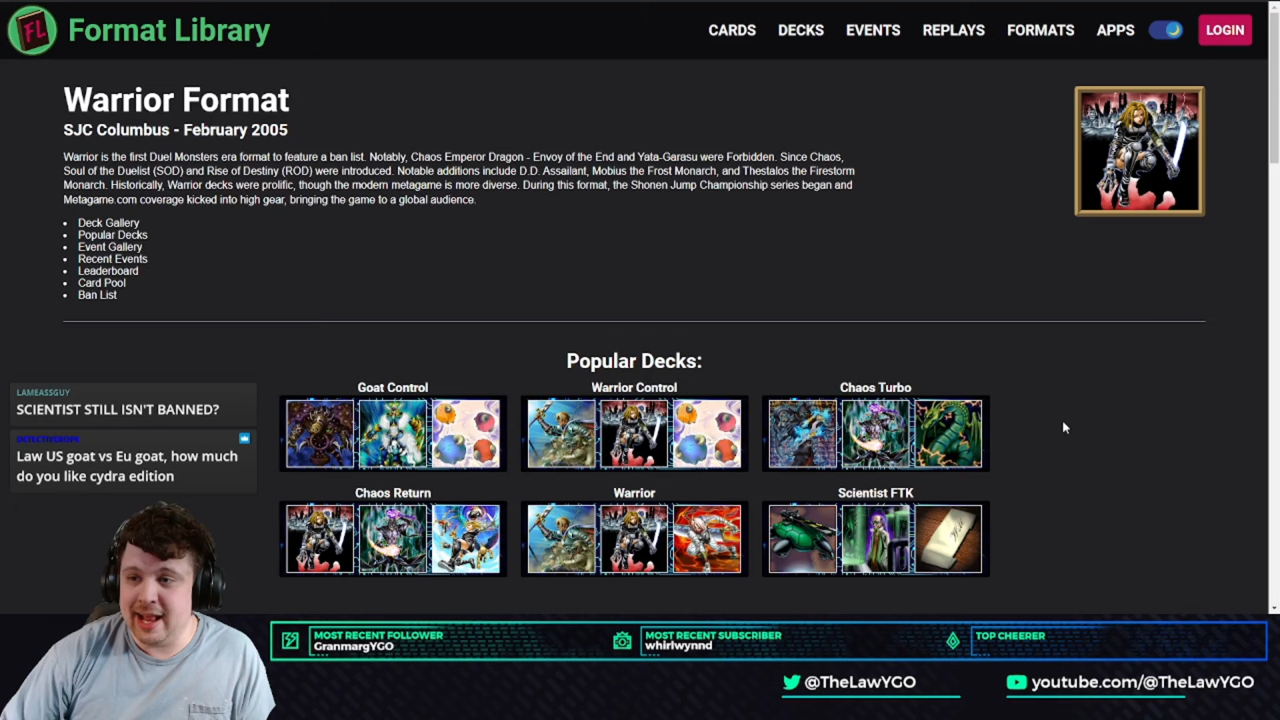 Format Library
CARDS DECKS EVENTS REPLAYS FORMATS APPS LOGIN
Warrior Format
SJC Columbus - February 2005
Warrior is the first Duel Monsters era format to feature a ban list. Notably, Chaos Emperor Dragon - Envoy of the End and Yata-Garasu were Forbidden. Since Chaos,
Soul of the Duelist (SOD) and Rise of Destiny (ROD) were introduced. Notable additions include D.D. Assailant, Mobius the Frost Monarch, and Thestalos the Firestorm
Monarch. Historically, Warrior decks were prolific, though the modern metagame is more diverse. During this format, the Shonen Jump Championship series began and
Metagame.com coverage kicked into high gear, bringing the game to a global audience.
• Deck Gallery
• Popular Decks
• Event Gallery
• Recent Events
• Leaderboard
• Card Pool
• Ban List
Popular Decks:
Goat Control Warrior Control Chaos Turbo
Chaos Return Warrior Scientist FTK
LAMEASSGUY
SCIENTIST STILL ISN'T BANNED?
Law US goat vs Eu goat, how much
do you like cydra edition
MOST RECENT FOLLOWER
GranmargYGO
MOST RECENT SUBSCRIBER
whirlwynnd
TOP CHEERER
@TheLawYGO
youtube.com/@TheLawYGO